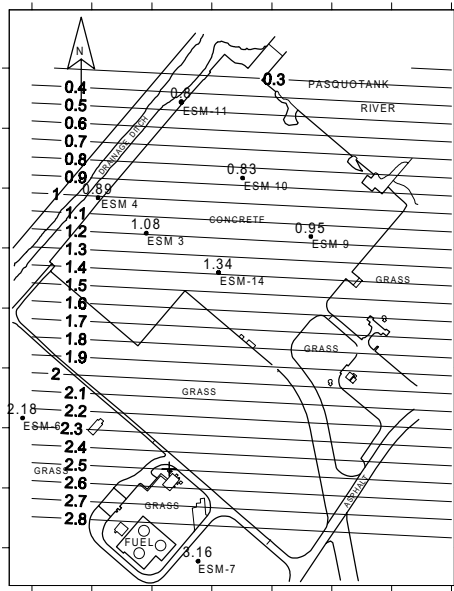 N
0.3
PASQUOTANK
RIVER
0.4
0.8
0.5
ESM-11
0.6
0.7
DRAINAGE DITCH
0.8
0.83
0.9
ESM 10
1
0.89
ESM 4
1.1
CONCRETE
1.08
0.95
1.2
ESM 3
ESM 9
1.3
1.34
1.4
ESM-14
GRASS
1.5
1.6
1.7
1.8
GRASS
1.9
2
2.1
GRASS
2.18
2.2
ESM-6
2.3
2.4
GRASS
2.5
2.6
2.7
GRASS
ASPHALT
2.8
FUEL
3.16
ESM-7